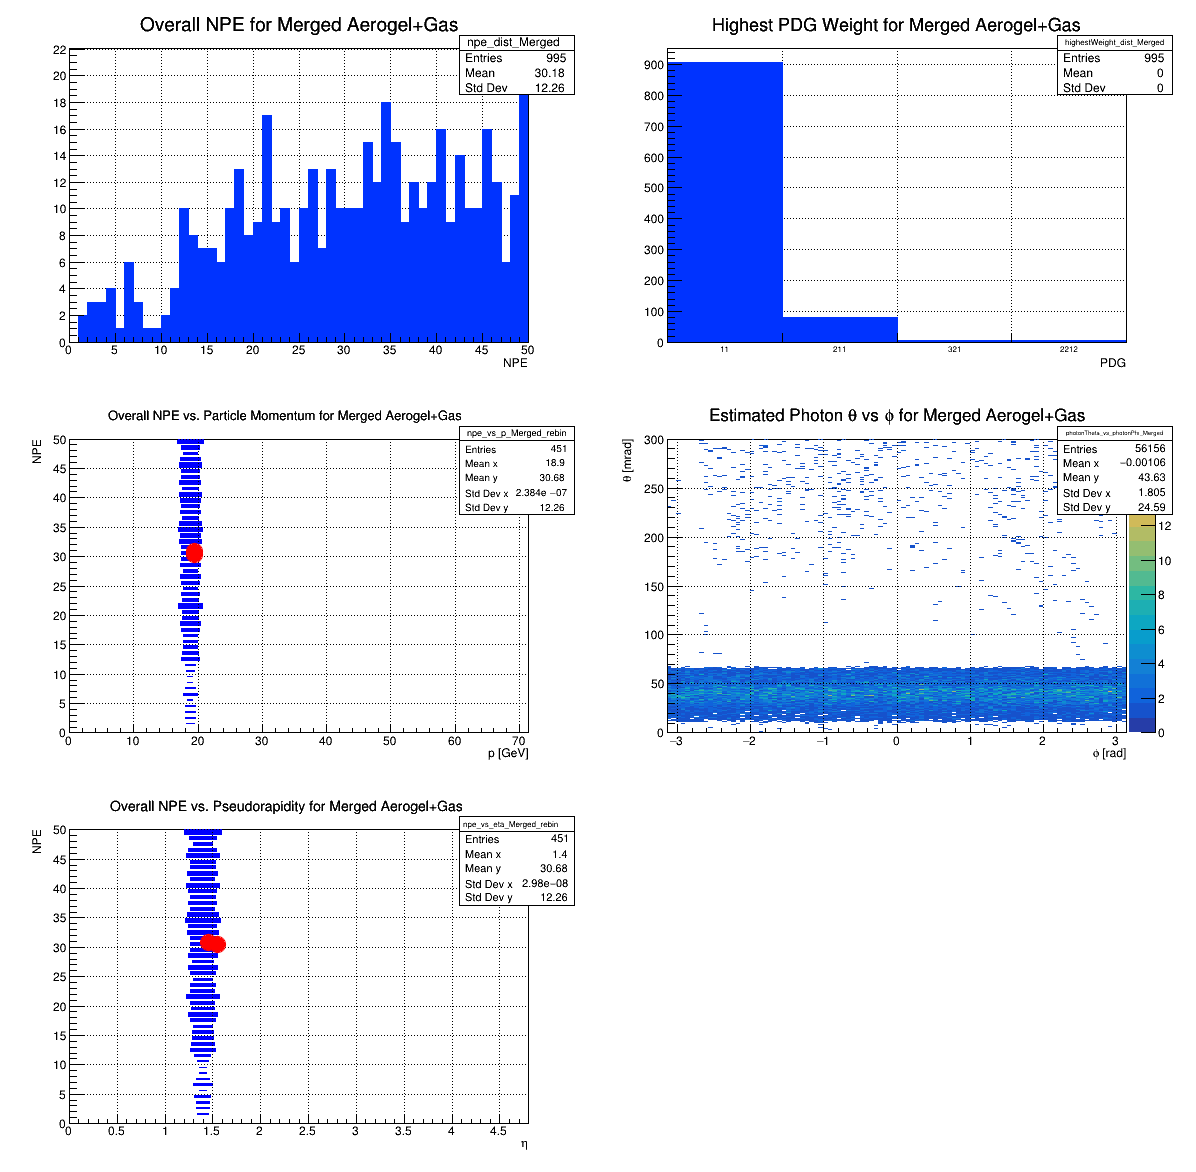 Overall NPE for Merged Aerogel+Gas
npe_dist_Merged
Entries 995
Mean 30.18
Std Dev 12.26
22
20
18
16
14
12
10
8
6
4
2
0
0 5 10 15 20 25 30 35 40 45 50
NPE
Highest PDG Weight for Merged Aerogel+Gas
highestWeight_dist_Merged
Entries 995
Mean 0
Std Dev 0
900
800
700
600
500
400
300
200
100
0
11 211 321 2212
PDG
Overall NPE vs. Particle Momentum for Merged Aerogel+Gas
npe_vs_p_Merged_rebin
Entries 451
Mean x 18.9
Mean y 30.68
Std Dev x 2.384e −07
Std Dev y 12.26
NPE
50
45
40
35
30
25
20
15
10
5
0
0 10 20 30 40 50 60 70
p [GeV]
Estimated Photon θ vs ϕ for Merged Aerogel+Gas
photonTheta_vs_photonPhi_Merged
Entries 56156
Mean x −0.00106
Mean y 43.63
Std Dev x 1.805
Std Dev y 24.59
θ [mrad]
300
250
200
150
100
50
0
−3 −2 −1 0 1 2 3
ϕ [rad]
12
10
8
6
4
2
0
Overall NPE vs. Pseudorapidity for Merged Aerogel+Gas
npe_vs_eta_Merged_rebin
Entries 451
Mean x 1.4
Mean y 30.68
Std Dev x 2.98e−08
Std Dev y 12.26
NPE
50
45
40
35
30
25
20
15
10
5
0
0 0.5 1 1.5 2 2.5 3 3.5 4 4.5
η